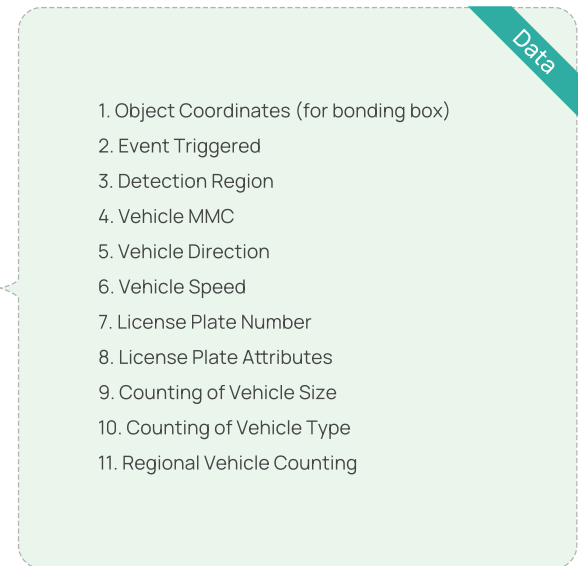 Data
1. Object Coordinates (for bonding box)
2. Event Triggered
3. Detection Region
4. Vehicle MMC
5. Vehicle Direction
6. Vehicle Speed
7. License Plate Number
8. License Plate Attributes
9. Counting of Vehicle Size
10. Counting of Vehicle Type
11. Regional Vehicle Counting